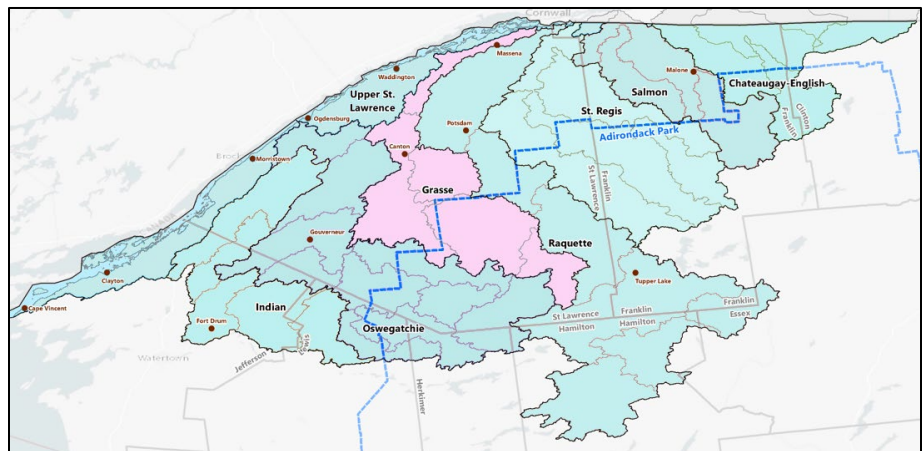 Cornwall
Massena
Waddington
Malone
Chateaugay-English
Salmon
Upper St.
Lawrence
St. Regis
Ogdensburg
Potsdam
Adirondack Park
Clinton
Franklin
Canton
Morristown
Grasse
St Lawrence
Franklin
Gouverneur
Raquette
Clayton
Tupper Lake
Cape Vincent
Indian
Fort Drum
Oswegatchie
St Lawrence
Hamilton
Franklin
Hamilton
Franklin
Essex
Watertown
Jefferson
Lewis
Herkimer